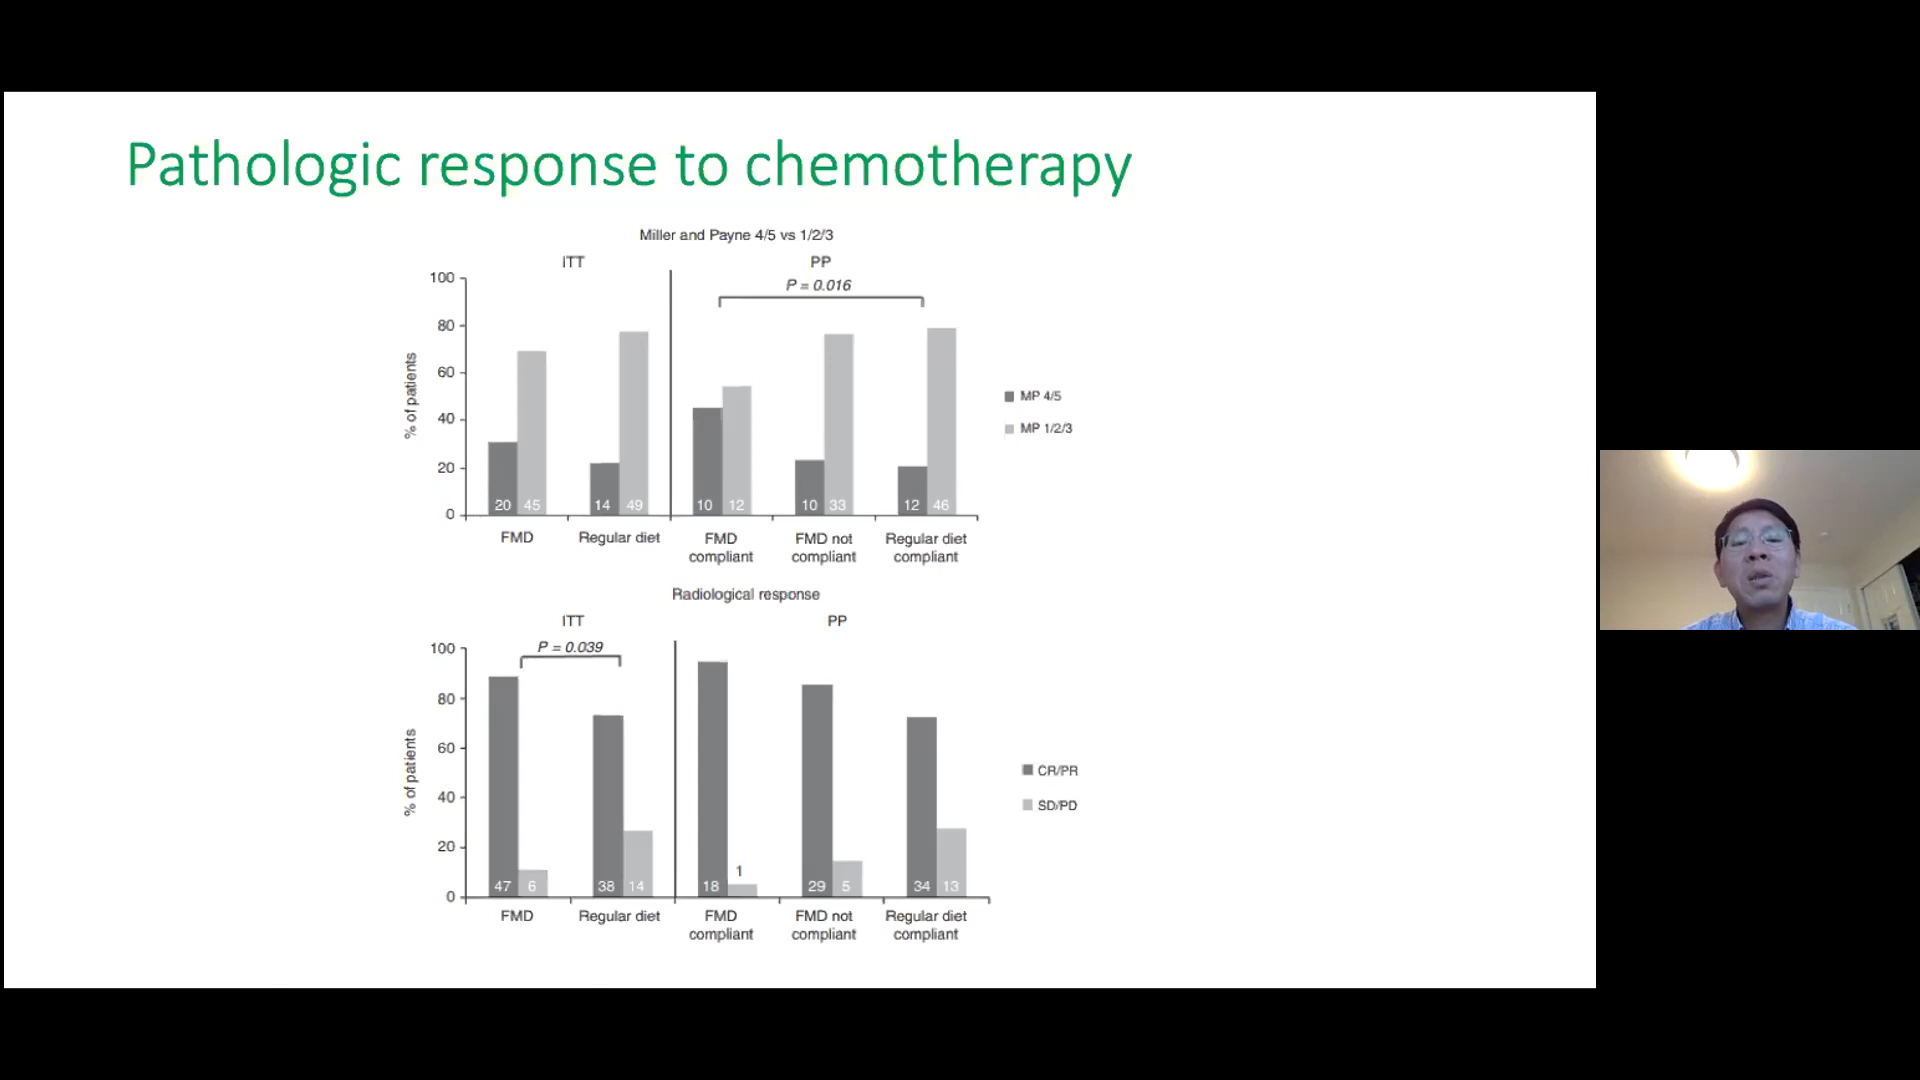 Pathologic response to chemotherapy
Miller and Payne 4/5 vs 1/2/3
ITT
PP
P = 0.016
100
80
60
40
20
0
% of patients
20 45
14 49
10 12
10 33
12 46
FMD
Regular diet
FMD
compliant
FMD not
compliant
Regular diet
compliant
MP 4/5
MP 1/2/3
Radiological response
ITT
PP
P = 0.039
100
80
60
40
20
0
% of patients
47 6
38 14
18 1
29 5
34 13
FMD
Regular diet
FMD
compliant
FMD not
compliant
Regular diet
compliant
CR/PR
SD/PD